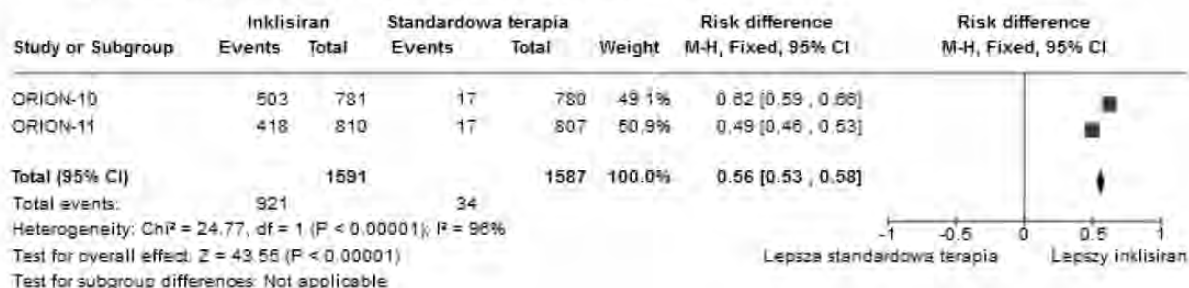 Inklisiran Standardowa terapia Risk difference Risk difference
Study or Subgroup Events Total Events Total Weight M-H, Fixed, 95% CI M-H, Fixed, 95% CI
ORION-10 503 781 17 780 49.1% 0.62 [0.59 , 0.66]
ORION-11 418 810 17 807 50.9% 0.49 [0.46 , 0.53]
Total (95% CI) 1591 1587 100.0% 0.56 [0.53 , 0.58]
Total events: 921 34
Heterogeneity: Chi² = 24.77, df = 1 (P < 0.00001); I² = 96%
Test for overall effect: Z = 43.56 (P < 0.00001)
Test for subgroup differences: Not applicable
-1 -0.5 0 0.5 1
Lepsza standardowa terapia Lepszy inklisiran